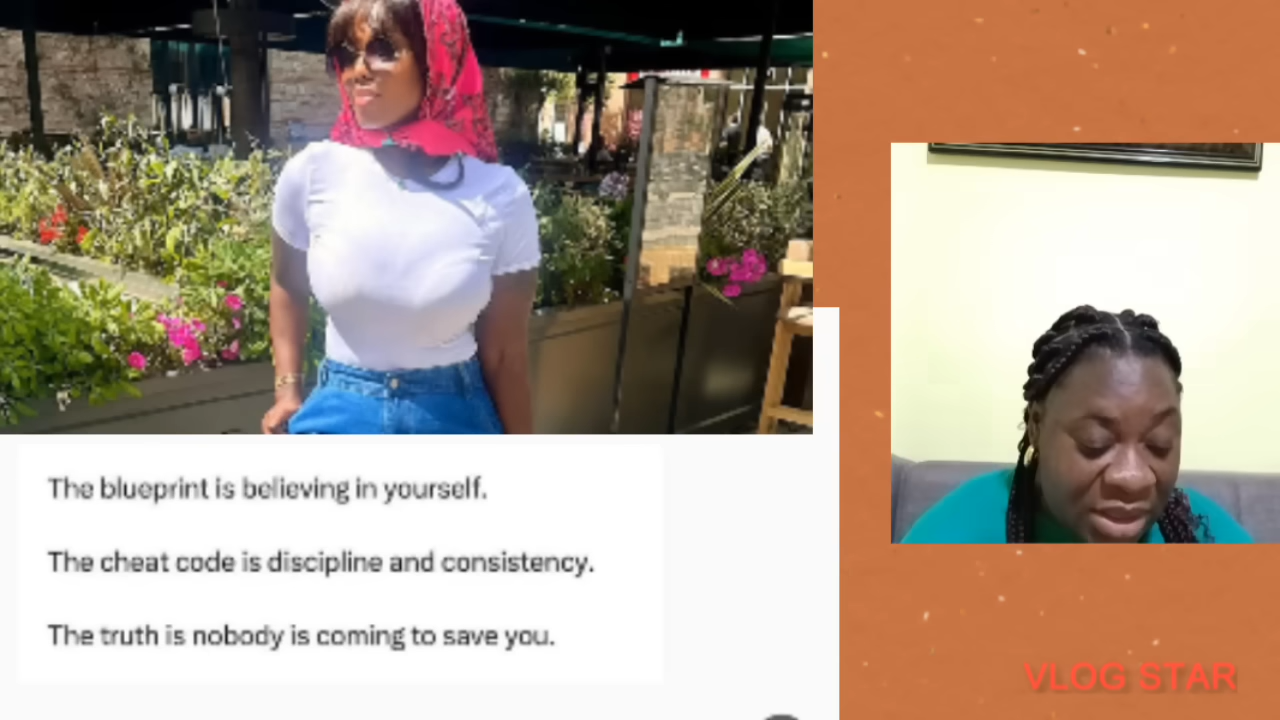 The blueprint is believing in yourself.
The cheat code is discipline and consistency.
The truth is nobody is coming to save you.
VLOG STAR